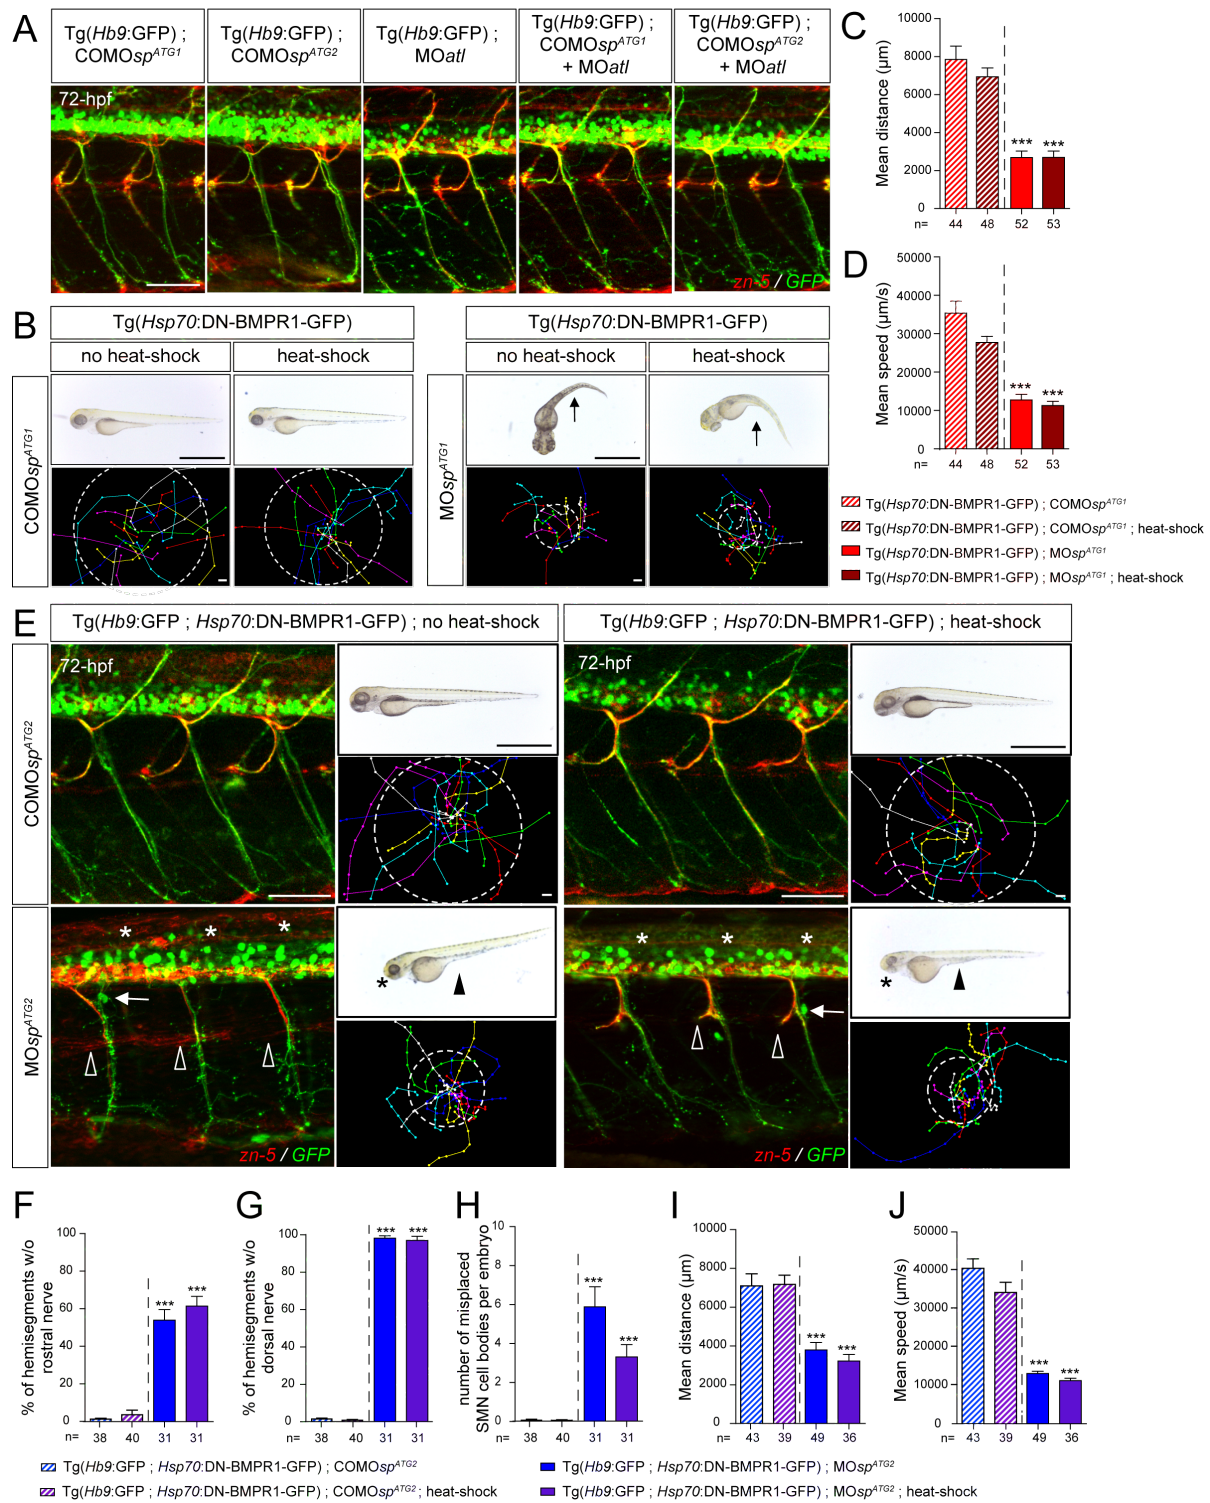 A
Tg(Hb9:GFP) ;
COMOsp^ATG1
Tg(Hb9:GFP) ;
COMOsp^ATG2
Tg(Hb9:GFP) ;
MOatl
Tg(Hb9:GFP) ;
COMOsp^ATG1
+ MOatl
Tg(Hb9:GFP) ;
COMOsp^ATG2
+ MOatl
72-hpf
zn-5 / GFP
B
Tg(Hsp70:DN-BMPR1-GFP)
no heat-shock
heat-shock
COMOsp^ATG1
Tg(Hsp70:DN-BMPR1-GFP)
no heat-shock
heat-shock
MOsp^ATG1
C
Mean distance (µm)
10000
8000
6000
4000
2000
0
*** ***
n= 44 48 52 53
D
Mean speed (µm/s)
50000
40000
30000
20000
10000
0
*** ***
n= 44 48 52 53
Tg(Hsp70:DN-BMPR1-GFP) ; COMOsp^ATG1
Tg(Hsp70:DN-BMPR1-GFP) ; COMOsp^ATG1 ; heat-shock
Tg(Hsp70:DN-BMPR1-GFP) ; MOsp^ATG1
Tg(Hsp70:DN-BMPR1-GFP) ; MOsp^ATG1 ; heat-shock
E
Tg(Hb9:GFP ; Hsp70:DN-BMPR1-GFP) ; no heat-shock
Tg(Hb9:GFP ; Hsp70:DN-BMPR1-GFP) ; heat-shock
COMOsp^ATG2
72-hpf
72-hpf
MOsp^ATG2
* * *
*
* * *
*
zn-5 / GFP
zn-5 / GFP
F
% of hemisegments w/o
rostral nerve
100
80
60
40
20
0
*** ***
n= 38 40 31 31
G
% of hemisegments w/o
dorsal nerve
100
80
60
40
20
0
*** ***
n= 38 40 31 31
H
number of misplaced
SMN cell bodies per embryo
10
8
6
4
2
0
*** ***
n= 38 40 31 31
I
Mean distance (µm)
10000
8000
6000
4000
2000
0
*** ***
n= 43 39 49 36
J
Mean speed (µm/s)
50000
40000
30000
20000
10000
0
*** ***
n= 43 39 49 36
Tg(Hb9:GFP ; Hsp70:DN-BMPR1-GFP) ; COMOsp^ATG2
Tg(Hb9:GFP ; Hsp70:DN-BMPR1-GFP) ; COMOsp^ATG2 ; heat-shock
Tg(Hb9:GFP ; Hsp70:DN-BMPR1-GFP) ; MOsp^ATG2
Tg(Hb9:GFP ; Hsp70:DN-BMPR1-GFP) ; MOsp^ATG2 ; heat-shock